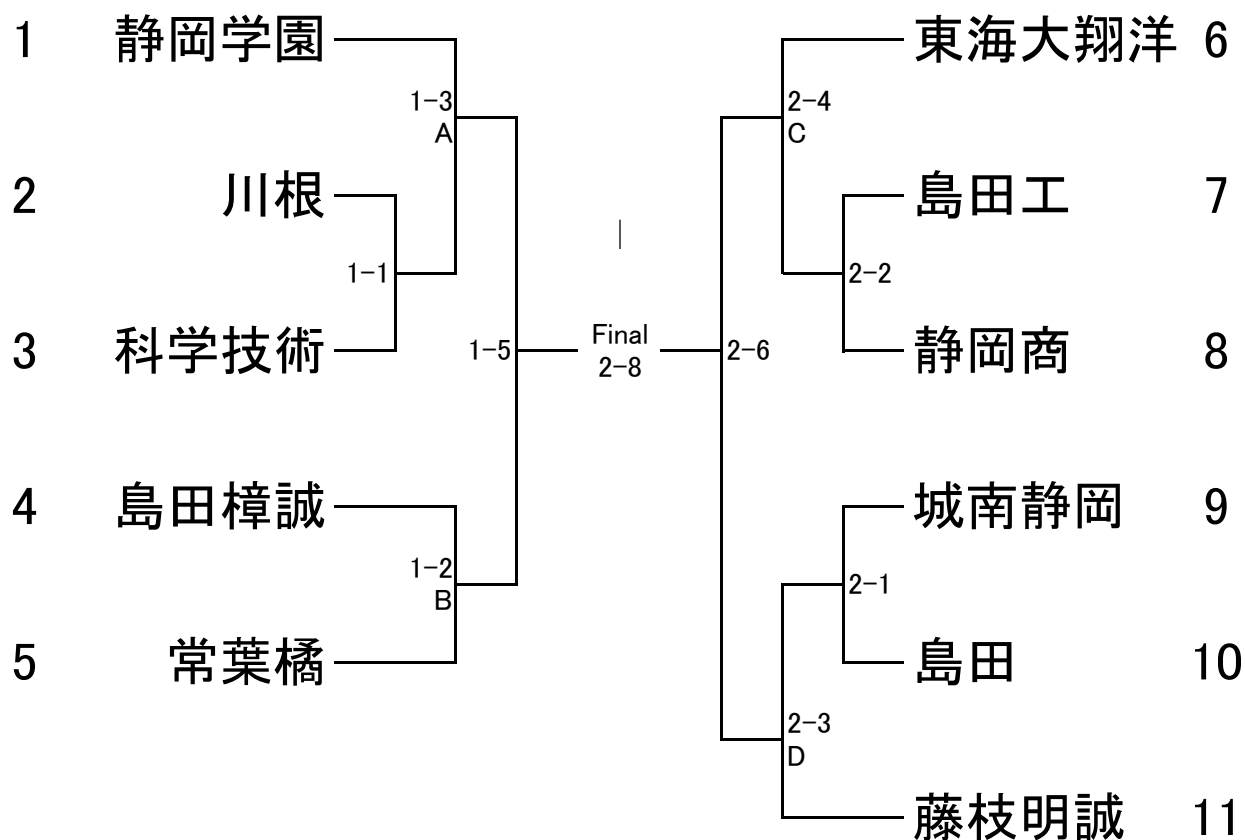 1 静岡学園
1-3
A
2 川根
1-1
3 科学技術
1-5
4 島田樟誠
1-2
B
5 常葉橘
Final
2-8
東海大翔洋 6
2-4
C
島田工 7
2-2
静岡商 8
2-6
城南静岡 9
2-1
島田 10
2-3
D
藤枝明誠 11